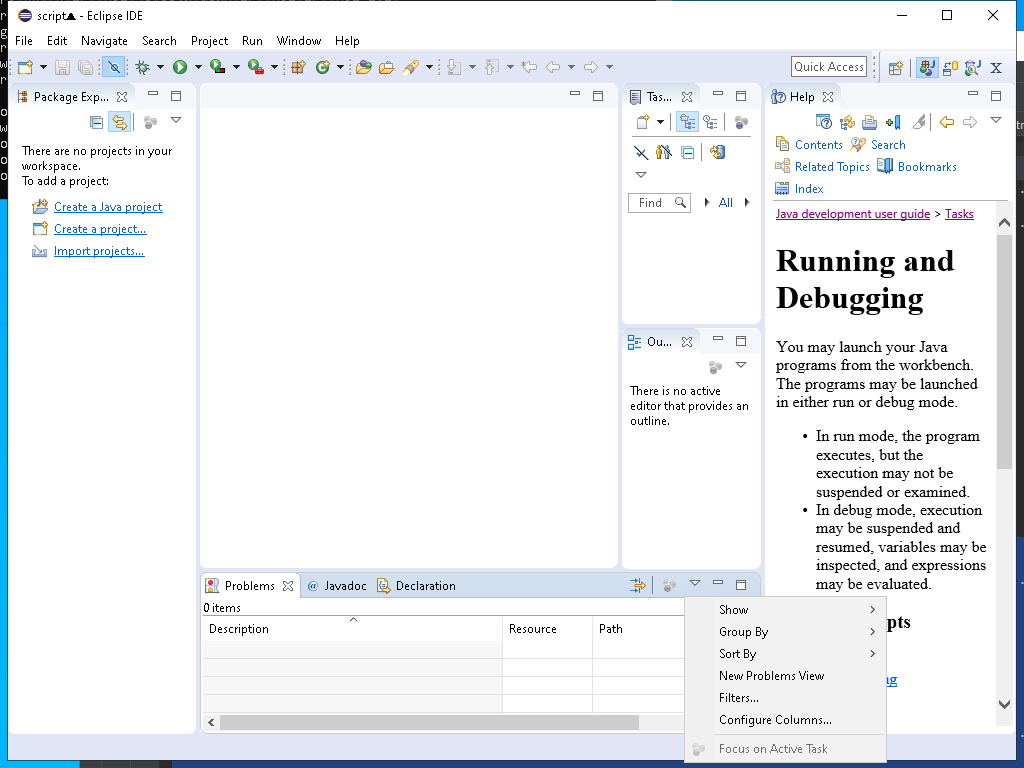 script▲ - Eclipse IDE
File Edit Navigate Search Project Run Window Help
Quick Access
Package Exp...
There are no projects in your
workspace.
To add a project:
Create a Java project
Create a project...
Import projects...
Tas...
Find
All
Ou...
There is no active
editor that provides an
outline.
Help
Contents Search
Related Topics Bookmarks
Index
Java development user guide > Tasks
Running and
Debugging
You may launch your Java
programs from the workbench.
The programs may be launched
in either run or debug mode.
• In run mode, the program
executes, but the
execution may not be
suspended or examined.
• In debug mode, execution
may be suspended and
resumed, variables may be
inspected, and expressions
may be evaluated.
Problems @ Javadoc Declaration
0 items
Description Resource Path
Show
Group By
Sort By
New Problems View
Filters...
Configure Columns...
Focus on Active Task